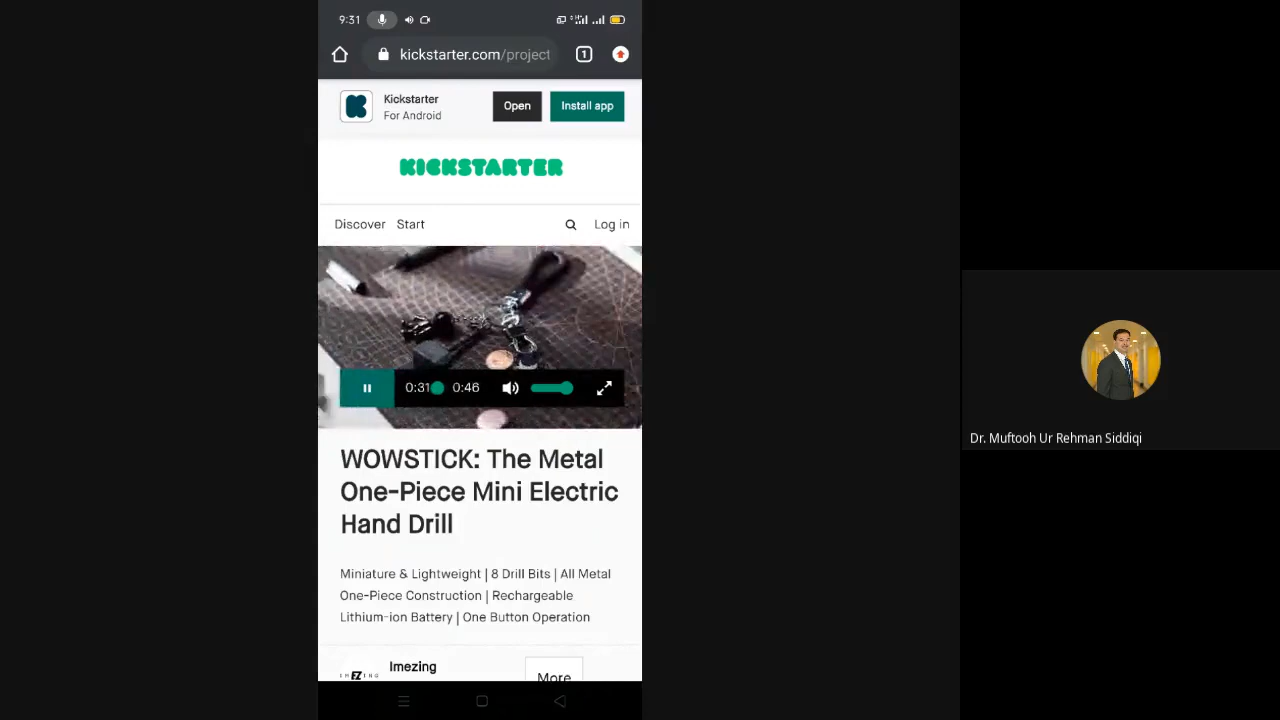 9:31
kickstarter.com/project
1
Kickstarter
For Android
Open
Install app
KICKSTARTER
Discover Start
Log in
0:31 0:46
WOWSTICK: The Metal
One-Piece Mini Electric
Hand Drill
Miniature & Lightweight | 8 Drill Bits | All Metal
One-Piece Construction | Rechargeable
Lithium-ion Battery | One Button Operation
IMEZING
Imezing
More
Dr. Muftooh Ur Rehman Siddiqi